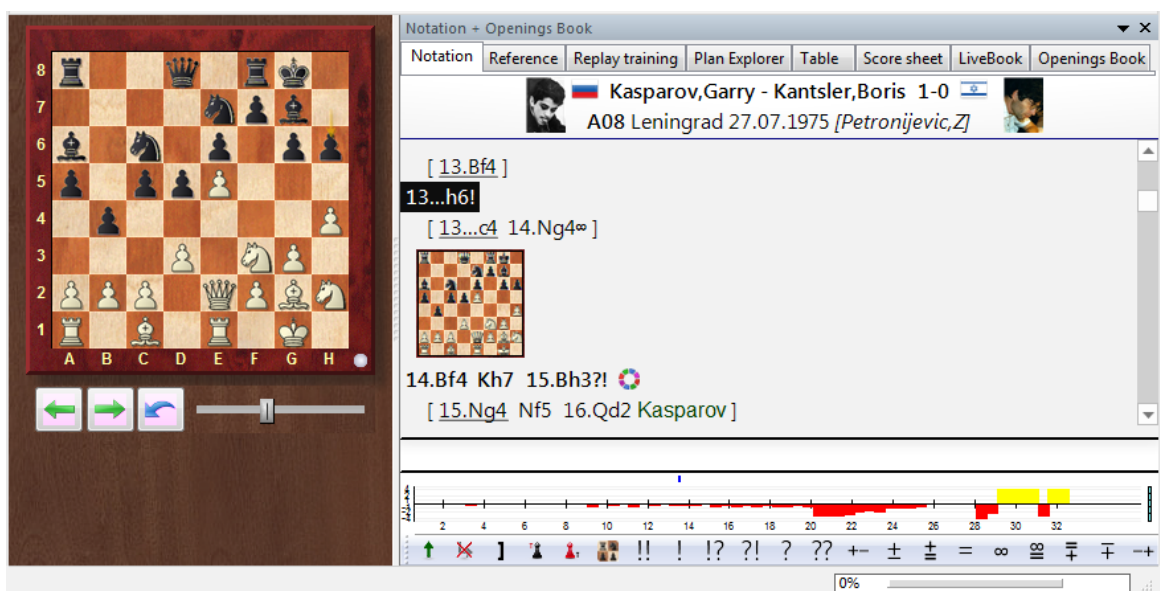 Notation + Openings Book
Notation Reference Replay training Plan Explorer Table Score sheet LiveBook Openings Book
Kasparov,Garry - Kantsler,Boris 1-0
A08 Leningrad 27.07.1975 [Petronijevic,Z]
[ 13.Bf4 ]
13...h6!
[ 13...c4 14.Ng4∞ ]
14.Bf4 Kh7 15.Bh3?!
[ 15.Ng4 Nf5 16.Qd2 Kasparov ]
8
7
6
5
4
3
2
1
A B C D E F G H
2 4 6 8 10 12 14 16 18 20 22 24 26 28 30 32
] !! ! !? ?! ? ?? +- ± ⩲ = ∞ ⩱ ∓ -+
0%